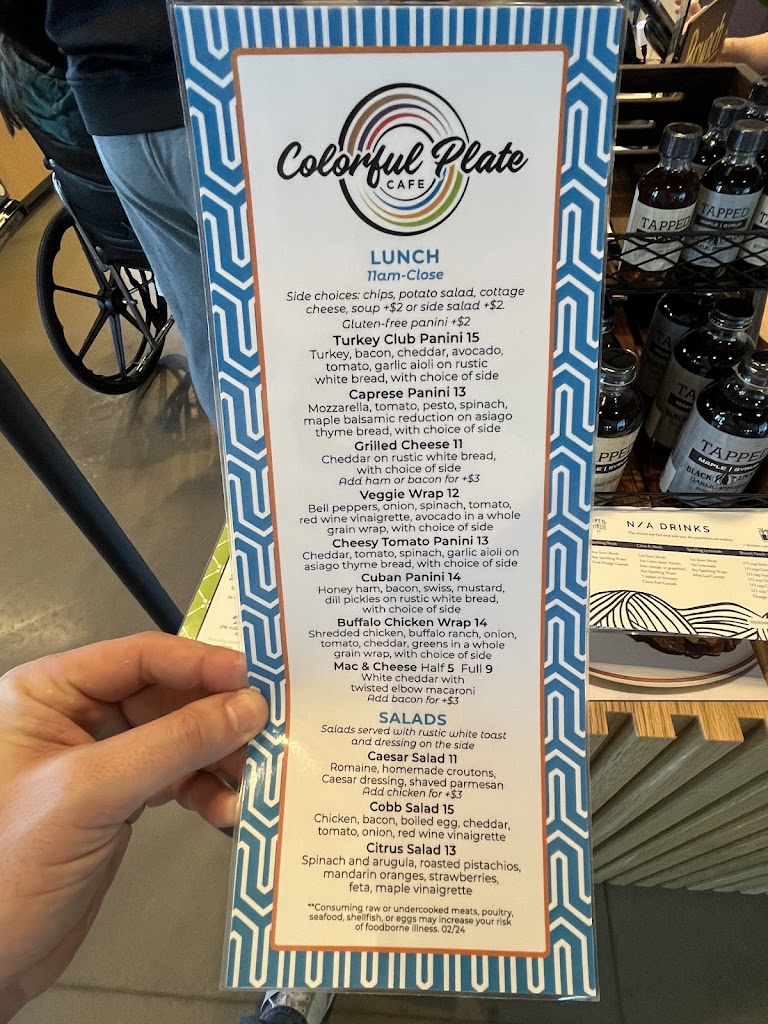 Colorful Plate
CAFE
LUNCH
11am-Close
Side choices: chips, potato salad, cottage
cheese, soup +$2 or side salad +$2.
Gluten-free panini +$2
Turkey Club Panini 15
Turkey, bacon, cheddar, avocado,
tomato, garlic aioli on rustic
white bread, with choice of side
Caprese Panini 13
Mozzarella, tomato, pesto, spinach,
maple balsamic reduction on asiago
thyme bread, with choice of side
Grilled Cheese 11
Cheddar on rustic white bread,
with choice of side
Add ham or bacon for +$3
Veggie Wrap 12
Bell peppers, onion, spinach, tomato,
red wine vinaigrette, avocado in a whole
grain wrap, with choice of side
Cheesy Tomato Panini 13
Cheddar, tomato, spinach, garlic aioli on
asiago thyme bread, with choice of side
Cuban Panini 14
Honey ham, bacon, swiss, mustard,
dill pickles on rustic white bread,
with choice of side
Buffalo Chicken Wrap 14
Shredded chicken, buffalo ranch, onion,
tomato, cheddar, greens in a whole
grain wrap, with choice of side
Mac & Cheese Half 5 Full 9
White cheddar with
twisted elbow macaroni
Add bacon for +$3
SALADS
Salads served with rustic white toast
and dressing on the side
Caesar Salad 11
Romaine, homemade croutons,
Caesar dressing, shaved parmesan
Add chicken for +$3
Cobb Salad 15
Chicken, bacon, boiled egg, cheddar,
tomato, onion, red wine vinaigrette
Citrus Salad 13
Spinach and arugula, roasted pistachios,
mandarin oranges, strawberries,
feta, maple vinaigrette
**Consuming raw or undercooked meats, poultry,
seafood, shellfish, or eggs may increase your risk
of foodborne illness. 02/24
TAPPED
MAPLE | SYRUP
TAPPED
TAPPED
MAPLE | SYRUP
BLACK
GARLIC
N/A DRINKS